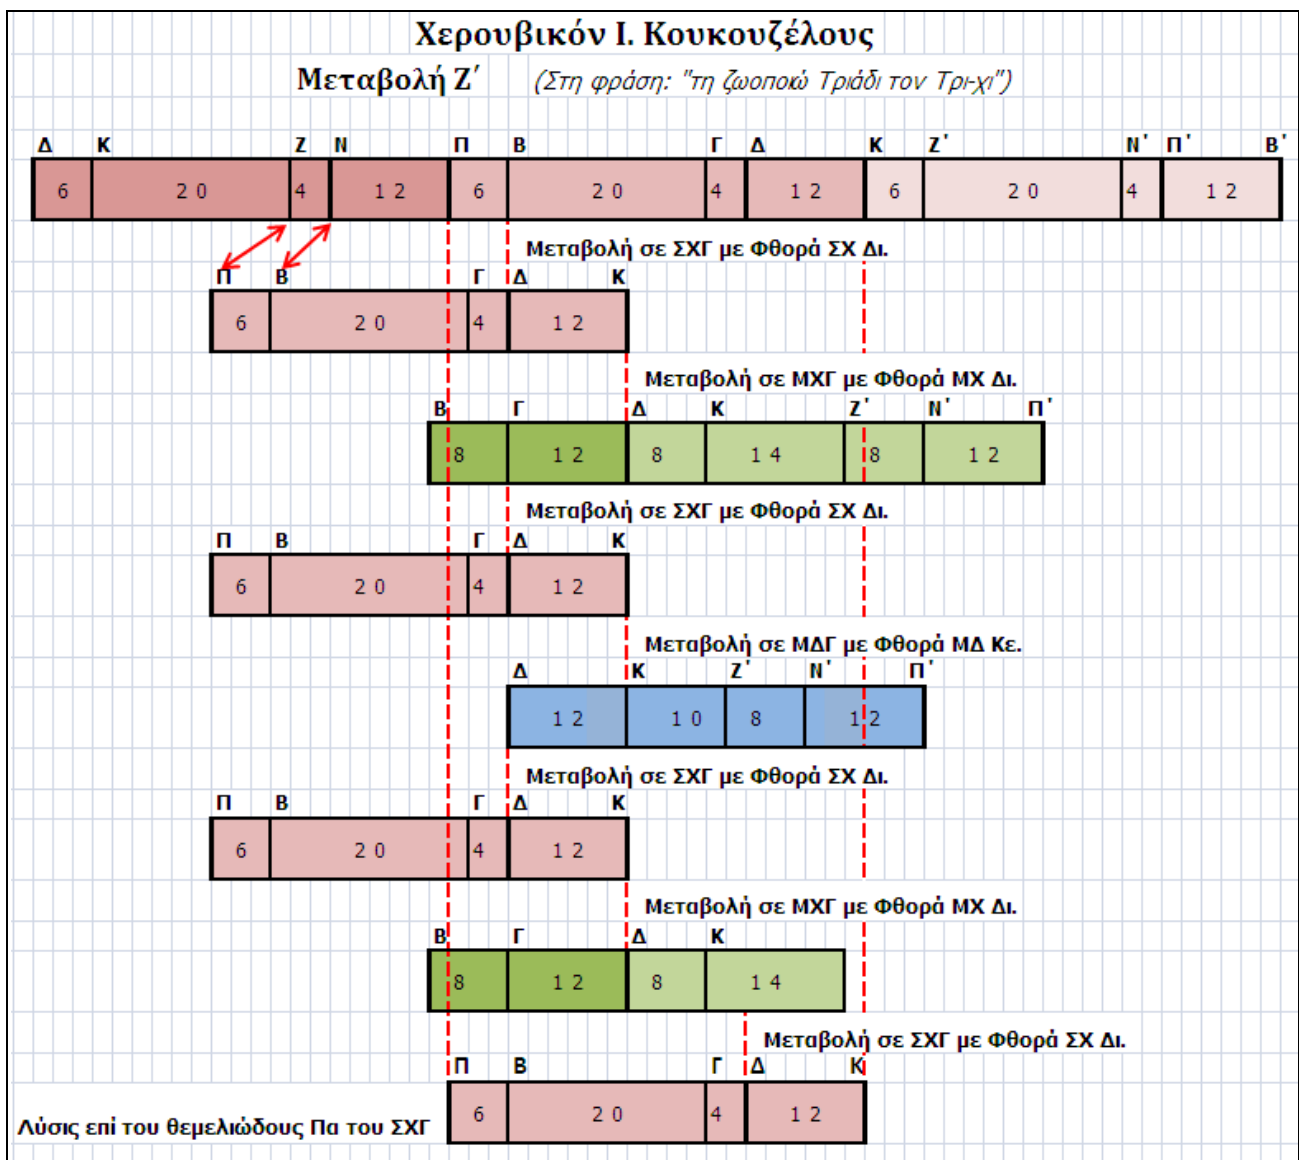 Χερουβικόν Ι. Κουκουζέλους
Μεταβολή Ζ΄ (Στη φράση: "τη ζωοποιώ Τριάδι τον Τρι-χι")
Δ Κ Ζ Ν Π Β Γ Δ Κ Ζ΄ Ν΄ Π΄ Β΄
6 20 4 12 6 20 4 12 6 20 4 12
Μεταβολή σε ΣΧΓ με Φθορά ΣΧ Δι.
Π Β Γ Δ Κ
6 20 4 12
Μεταβολή σε ΜΧΓ με Φθορά ΜΧ Δι.
Β Γ Δ Κ Ζ΄ Ν΄ Π΄
8 12 8 14 8 12
Μεταβολή σε ΣΧΓ με Φθορά ΣΧ Δι.
Π Β Γ Δ Κ
6 20 4 12
Μεταβολή σε ΜΔΓ με Φθορά ΜΔ Κε.
Δ Κ Ζ΄ Ν΄ Π΄
12 10 8 12
Μεταβολή σε ΣΧΓ με Φθορά ΣΧ Δι.
Π Β Γ Δ Κ
6 20 4 12
Μεταβολή σε ΜΧΓ με Φθορά ΜΧ Δι.
Β Γ Δ Κ
8 12 8 14
Μεταβολή σε ΣΧΓ με Φθορά ΣΧ Δι.
Π Β Γ Δ Κ
6 20 4 12
Λύσις επί του θεμελιώδους Πα του ΣΧΓ